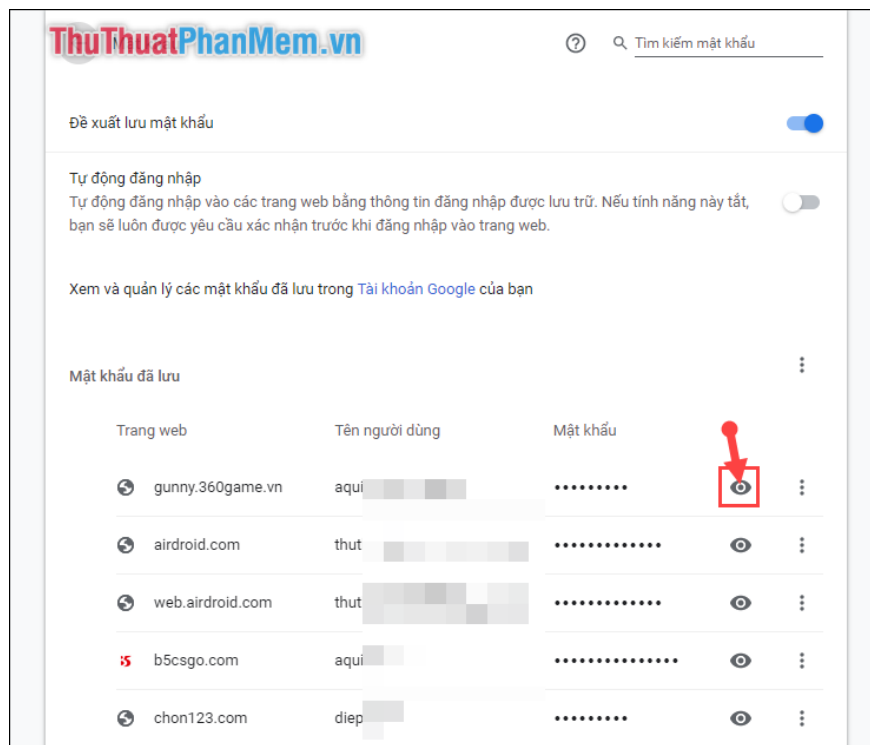 ThuThuatPhanMem.vn
Tìm kiếm mật khẩu
Đề xuất lưu mật khẩu
Tự động đăng nhập
Tự động đăng nhập vào các trang web bằng thông tin đăng nhập được lưu trữ. Nếu tính năng này tắt,
bạn sẽ luôn được yêu cầu xác nhận trước khi đăng nhập vào trang web.
Xem và quản lý các mật khẩu đã lưu trong Tài khoản Google của bạn
Mật khẩu đã lưu
Trang web Tên người dùng Mật khẩu
gunny.360game.vn aqui •••••••••
airdroid.com thut •••••••••••••
web.airdroid.com thut •••••••••••••
b5csgo.com aqui •••••••••••••••
chon123.com diep •••••••••